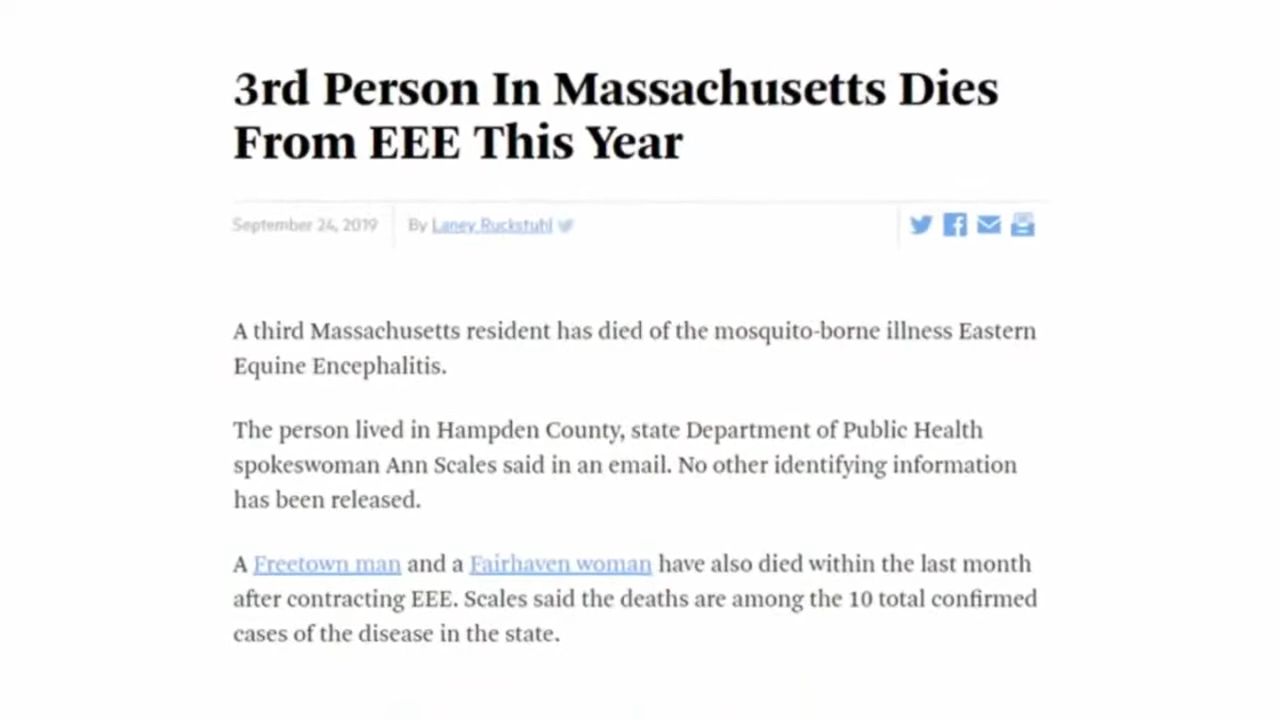 3rd Person In Massachusetts Dies
From EEE This Year
September 24, 2019
By Laney Ruckstuhl
A third Massachusetts resident has died of the mosquito-borne illness Eastern
Equine Encephalitis.
The person lived in Hampden County, state Department of Public Health
spokeswoman Ann Scales said in an email. No other identifying information
has been released.
A Freetown man and a Fairhaven woman have also died within the last month
after contracting EEE. Scales said the deaths are among the 10 total confirmed
cases of the disease in the state.